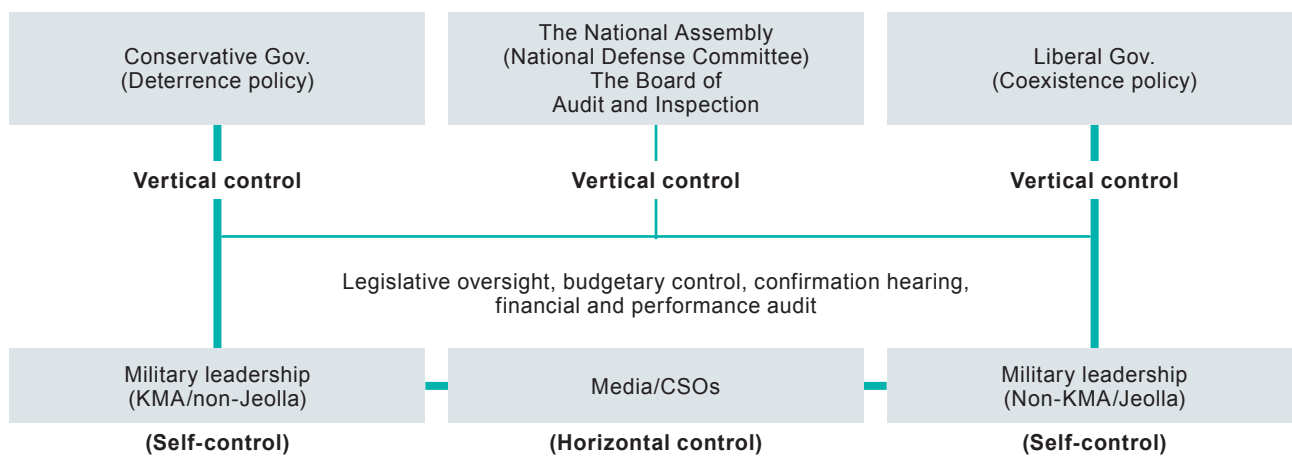 Conservative Gov.
(Deterrence policy)
The National Assembly
(National Defense Committee)
The Board of
Audit and Inspection
Liberal Gov.
(Coexistence policy)
Vertical control
Vertical control
Vertical control
Legislative oversight, budgetary control, confirmation hearing,
financial and performance audit
Military leadership
(KMA/non-Jeolla)
Media/CSOs
Military leadership
(Non-KMA/Jeolla)
(Self-control)
(Horizontal control)
(Self-control)